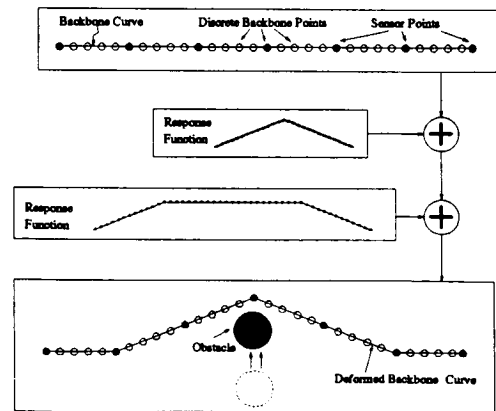 Backbone Curve
Discrete Backbone Points
Sensor Points
Response
Function
Response
Function
Obstacle
Deformed Backbone Curve